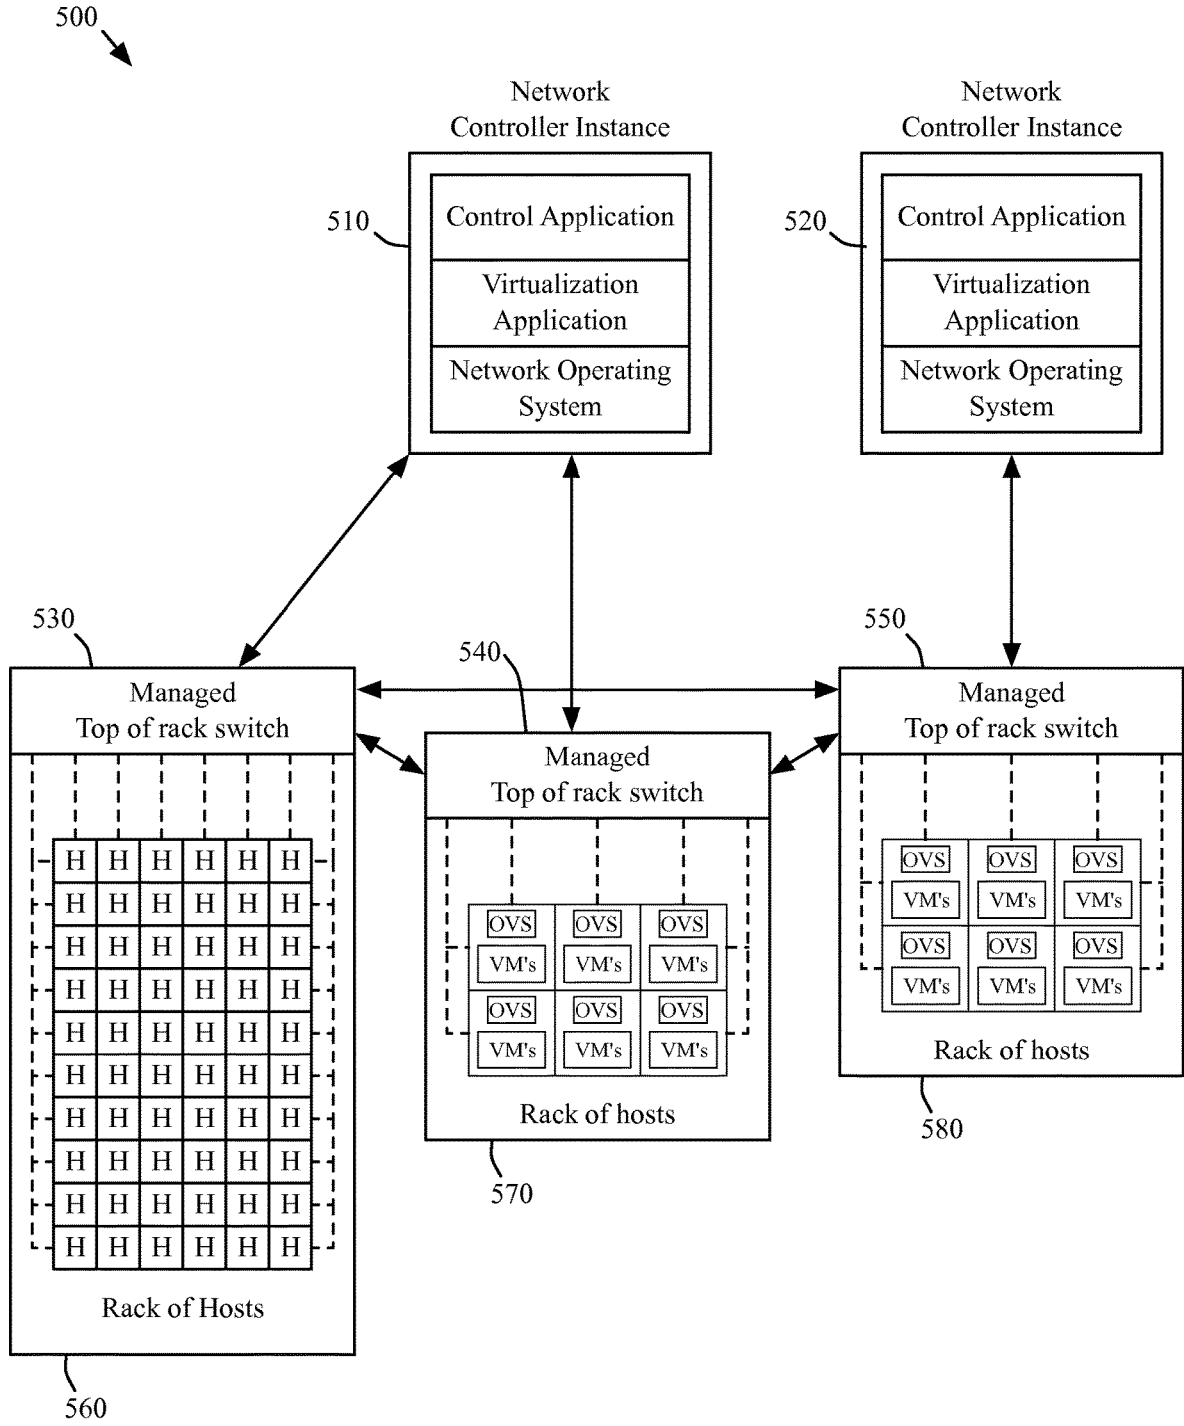 500
Network
Controller Instance
Network
Controller Instance
510
Control Application
Virtualization
Application
Network Operating
System
520
Control Application
Virtualization
Application
Network Operating
System
530
Managed
Top of rack switch
540
Managed
Top of rack switch
550
Managed
Top of rack switch
H H H H H H
H H H H H H
H H H H H H
H H H H H H
H H H H H H
H H H H H H
H H H H H H
H H H H H H
H H H H H H
H H H H H H
Rack of Hosts
560
OVS OVS OVS
VM's VM's VM's
OVS OVS OVS
VM's VM's VM's
Rack of hosts
570
OVS OVS OVS
VM's VM's VM's
OVS OVS OVS
VM's VM's VM's
Rack of hosts
580